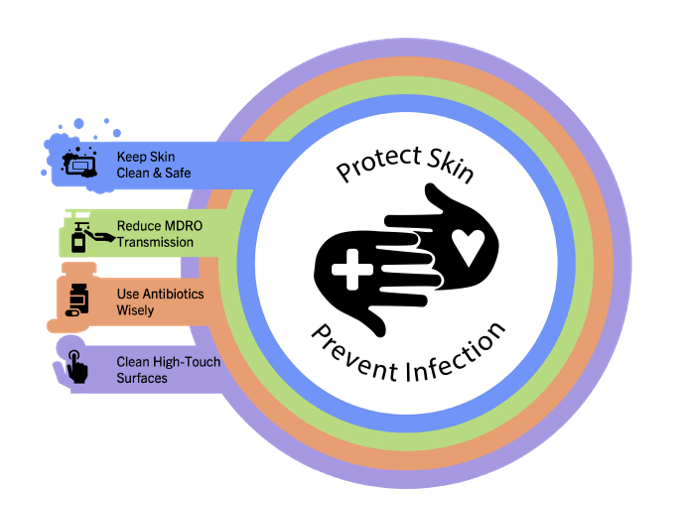 Keep Skin
Clean & Safe
Reduce MDRO
Transmission
Use Antibiotics
Wisely
Clean High-Touch
Surfaces
Protect Skin
Prevent Infection